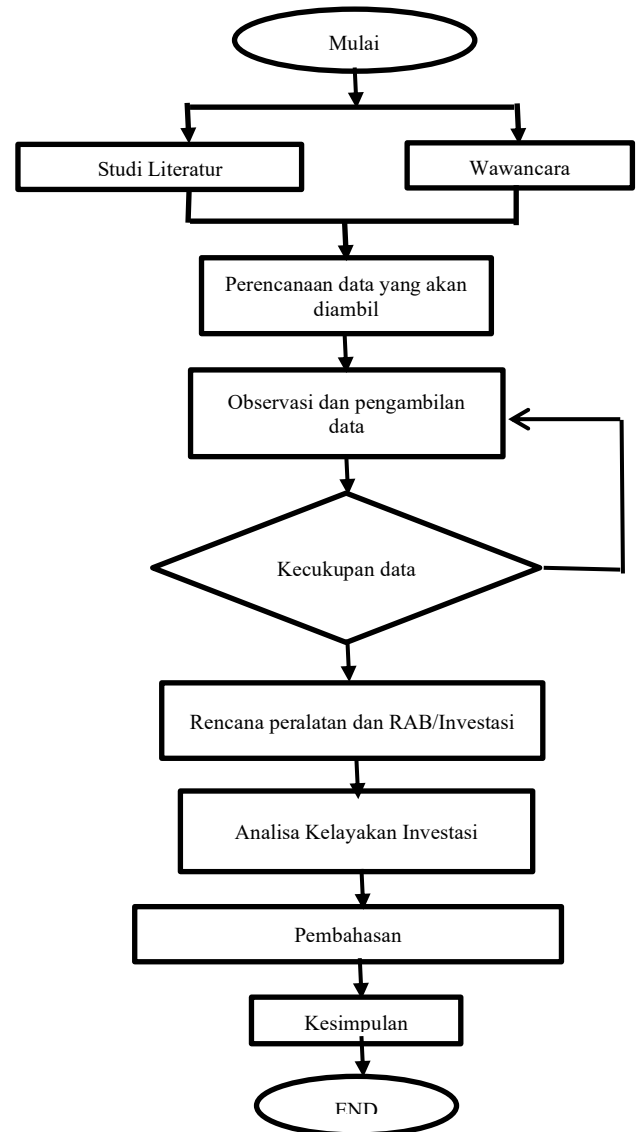 Mulai
Studi Literatur
Wawancara
Perencanaan data yang akan
diambil
Observasi dan pengambilan
data
Kecukupan data
Rencana peralatan dan RAB/Investasi
Analisa Kelayakan Investasi
Pembahasan
Kesimpulan
END